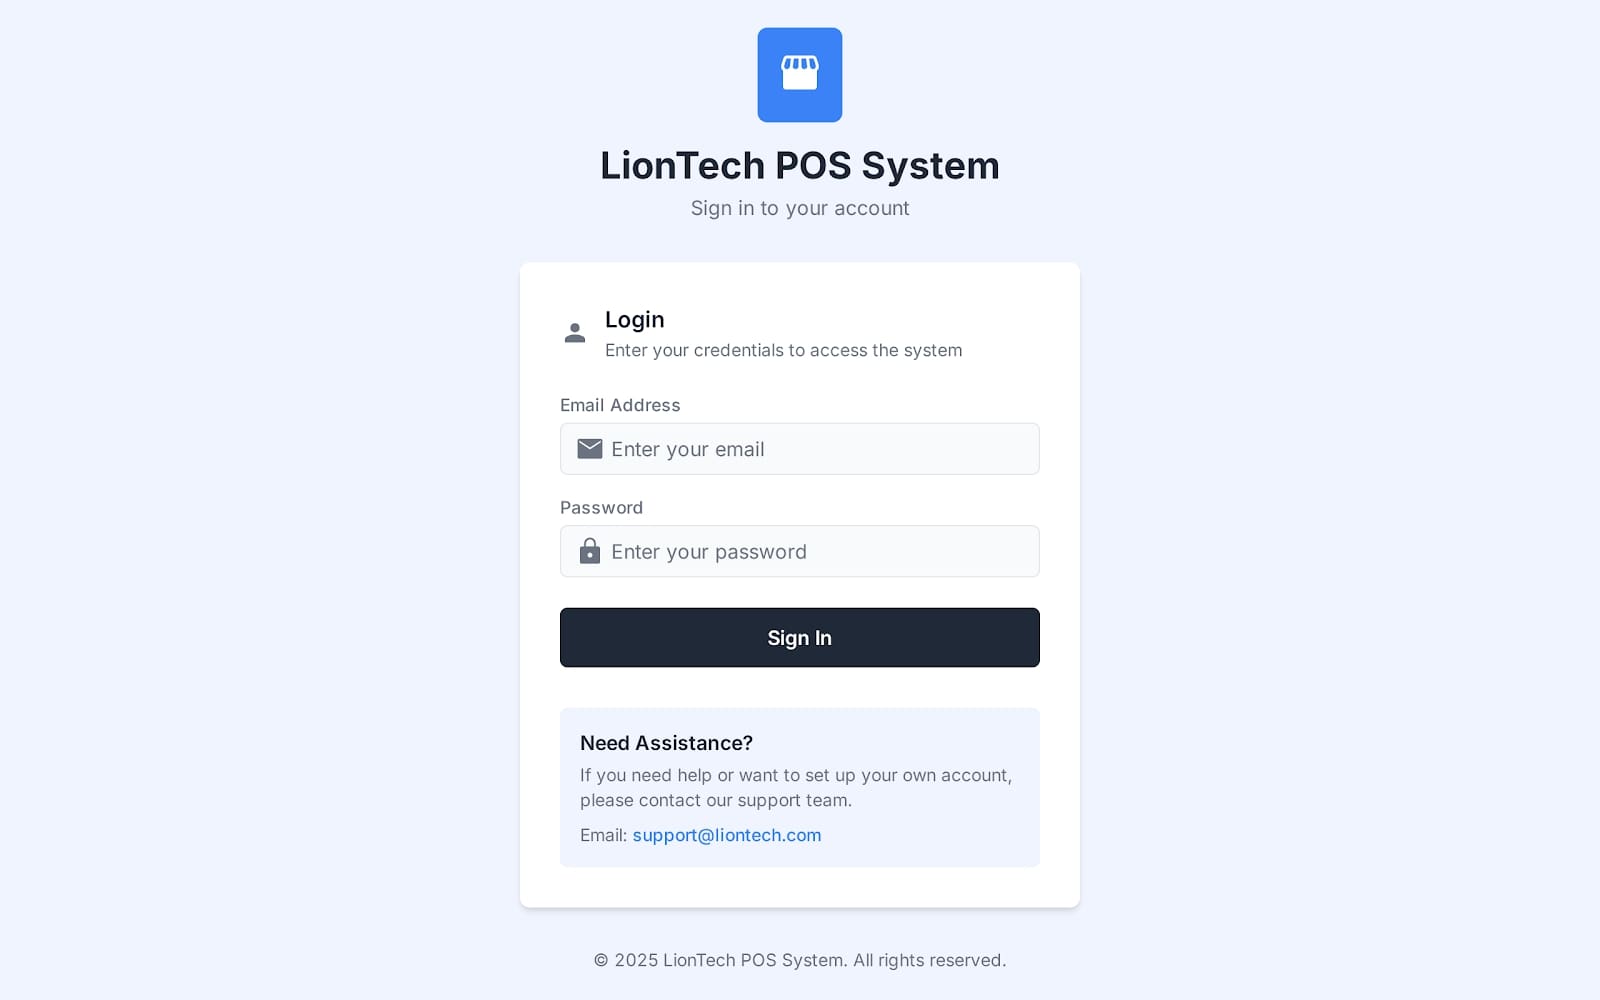 LionTech POS System
Sign in to your account
Login
Enter your credentials to access the system
Email Address
Enter your email
Password
Enter your password
Sign In
Need Assistance?
If you need help or want to set up your own account,
please contact our support team.
Email: support@liontech.com
© 2025 LionTech POS System. All rights reserved.